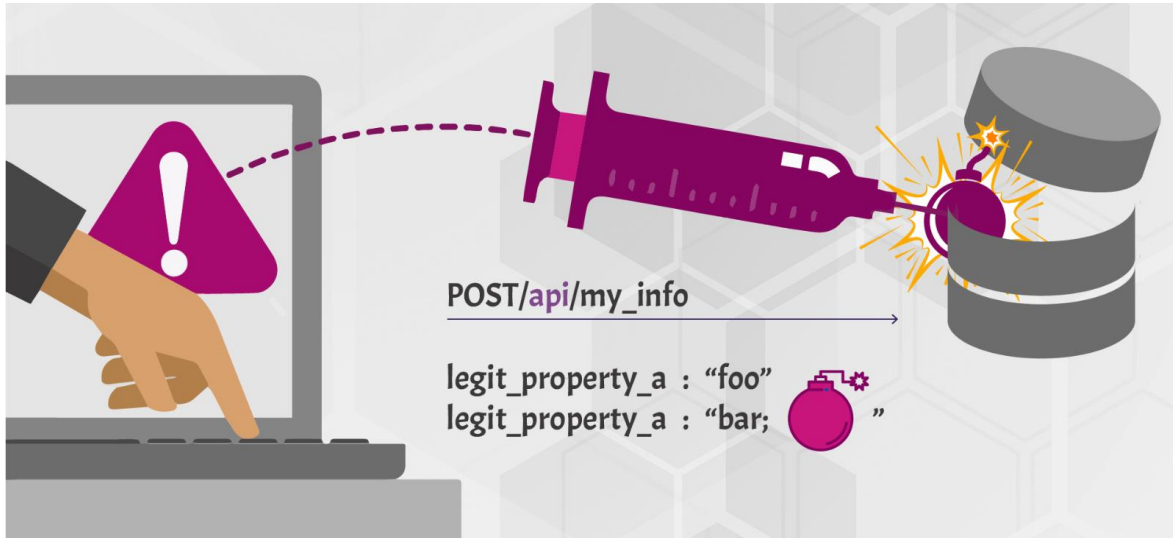 POST/api/my_info
legit_property_a : “foo”
legit_property_a : “bar; ”